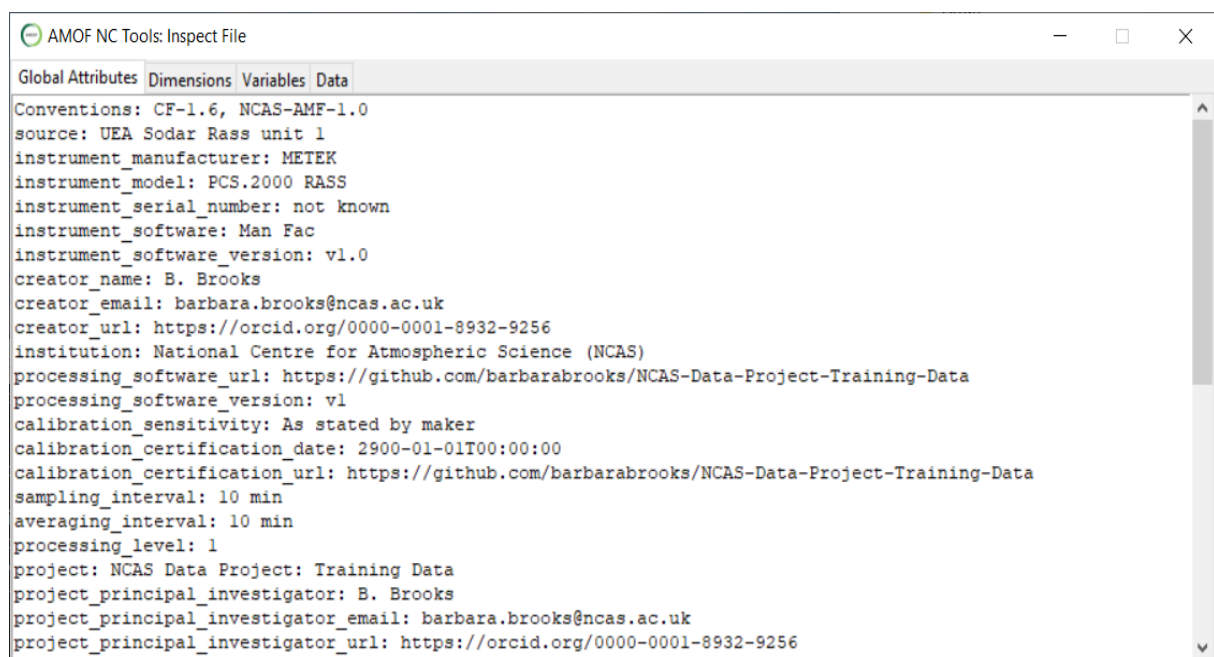 AMOF NC Tools: Inspect File
Global Attributes Dimensions Variables Data
Conventions: CF-1.6, NCAS-AMF-1.0
source: UEA Sodar Rass unit 1
instrument_manufacturer: METEK
instrument_model: PCS.2000 RASS
instrument_serial_number: not known
instrument_software: Man Fac
instrument_software_version: v1.0
creator_name: B. Brooks
creator_email: barbara.brooks@ncas.ac.uk
creator_url: https://orcid.org/0000-0001-8932-9256
institution: National Centre for Atmospheric Science (NCAS)
processing_software_url: https://github.com/barbarabrooks/NCAS-Data-Project-Training-Data
processing_software_version: v1
calibration_sensitivity: As stated by maker
calibration_certification_date: 2900-01-01T00:00:00
calibration_certification_url: https://github.com/barbarabrooks/NCAS-Data-Project-Training-Data
sampling_interval: 10 min
averaging_interval: 10 min
processing_level: 1
project: NCAS Data Project: Training Data
project_principal_investigator: B. Brooks
project_principal_investigator_email: barbara.brooks@ncas.ac.uk
project_principal_investigator_url: https://orcid.org/0000-0001-8932-9256